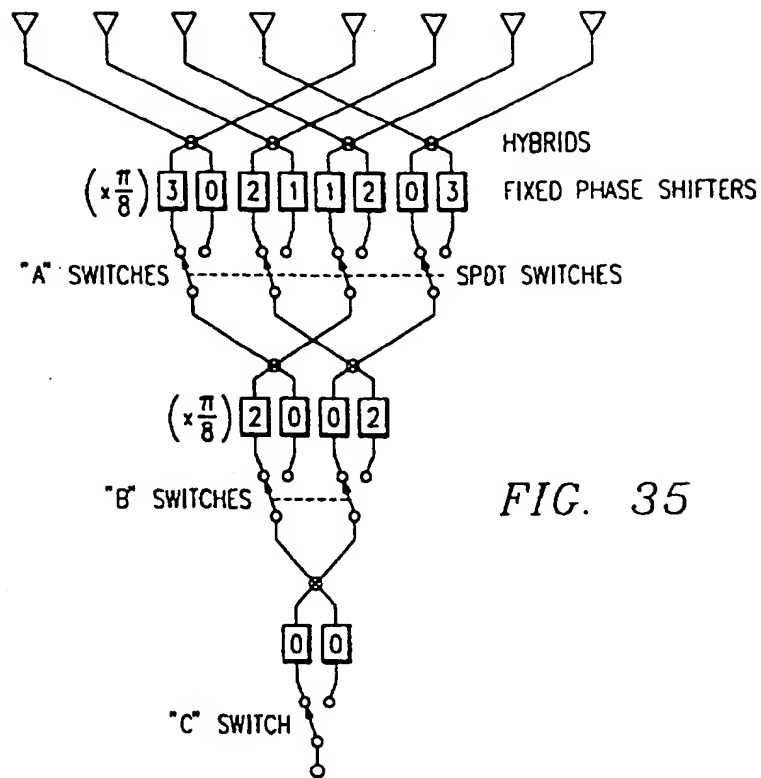 HYBRIDS
(×π/8) 3 0 2 1 1 2 0 3 FIXED PHASE SHIFTERS
"A" SWITCHES SPDT SWITCHES
(×π/8) 2 0 0 2
"B" SWITCHES
FIG. 35
0 0
"C" SWITCH